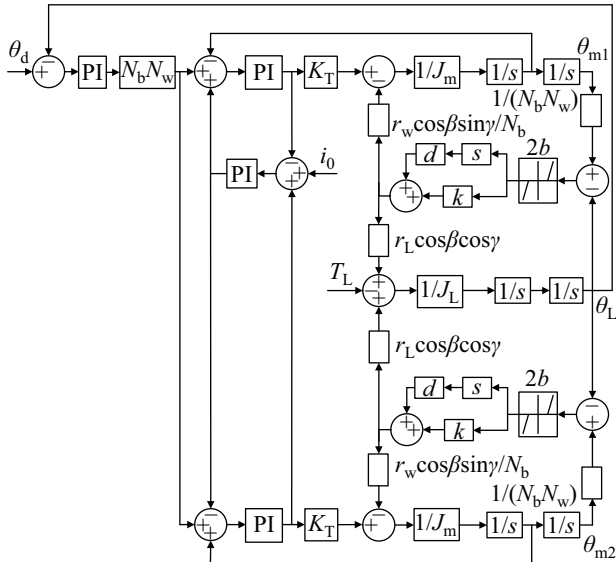 θd
PI
NbNw
PI
KT
1/Jm
1/s
1/s
θm1
1/(NbNw)
rwcosβsinγ/Nb
PI
i0
d
s
k
2b
rLcosβcosγ
TL
1/JL
1/s
1/s
θL
rLcosβcosγ
d
s
k
2b
rwcosβsinγ/Nb
1/(NbNw)
PI
KT
1/Jm
1/s
1/s
θm2